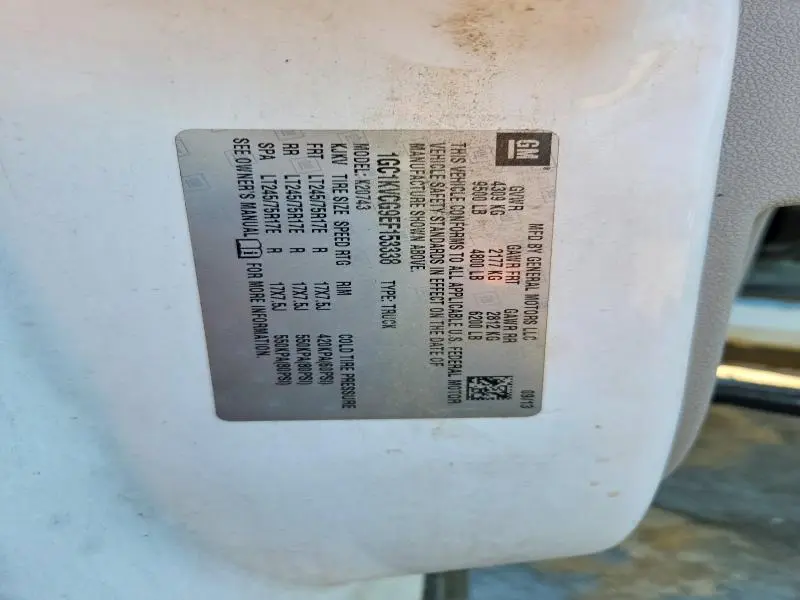 GM
MFD BY GENERAL MOTORS LLC 09/13
GVWR GAWR FRT GAWR RR
4309 KG 2177 KG 2812 KG
9500 LB 4800 LB 6200 LB
THIS VEHICLE CONFORMS TO ALL APPLICABLE U.S. FEDERAL MOTOR
VEHICLE SAFETY STANDARDS IN EFFECT ON THE DATE OF
MANUFACTURE SHOWN ABOVE.
1GC1KVCG9EF153338 TYPE: TRUCK
MODEL: K20743
KJKV TIRE SIZE SPEED RTG RIM COLD TIRE PRESSURE
FRT LT245/75R17E R 17X7.5J 420KPA(60PSI)
RR LT245/75R17E R 17X7.5J 550KPA(80PSI)
SPA LT245/75R17E R 17X7.5J 550KPA(80PSI)
SEE OWNER'S MANUAL FOR MORE INFORMATION.